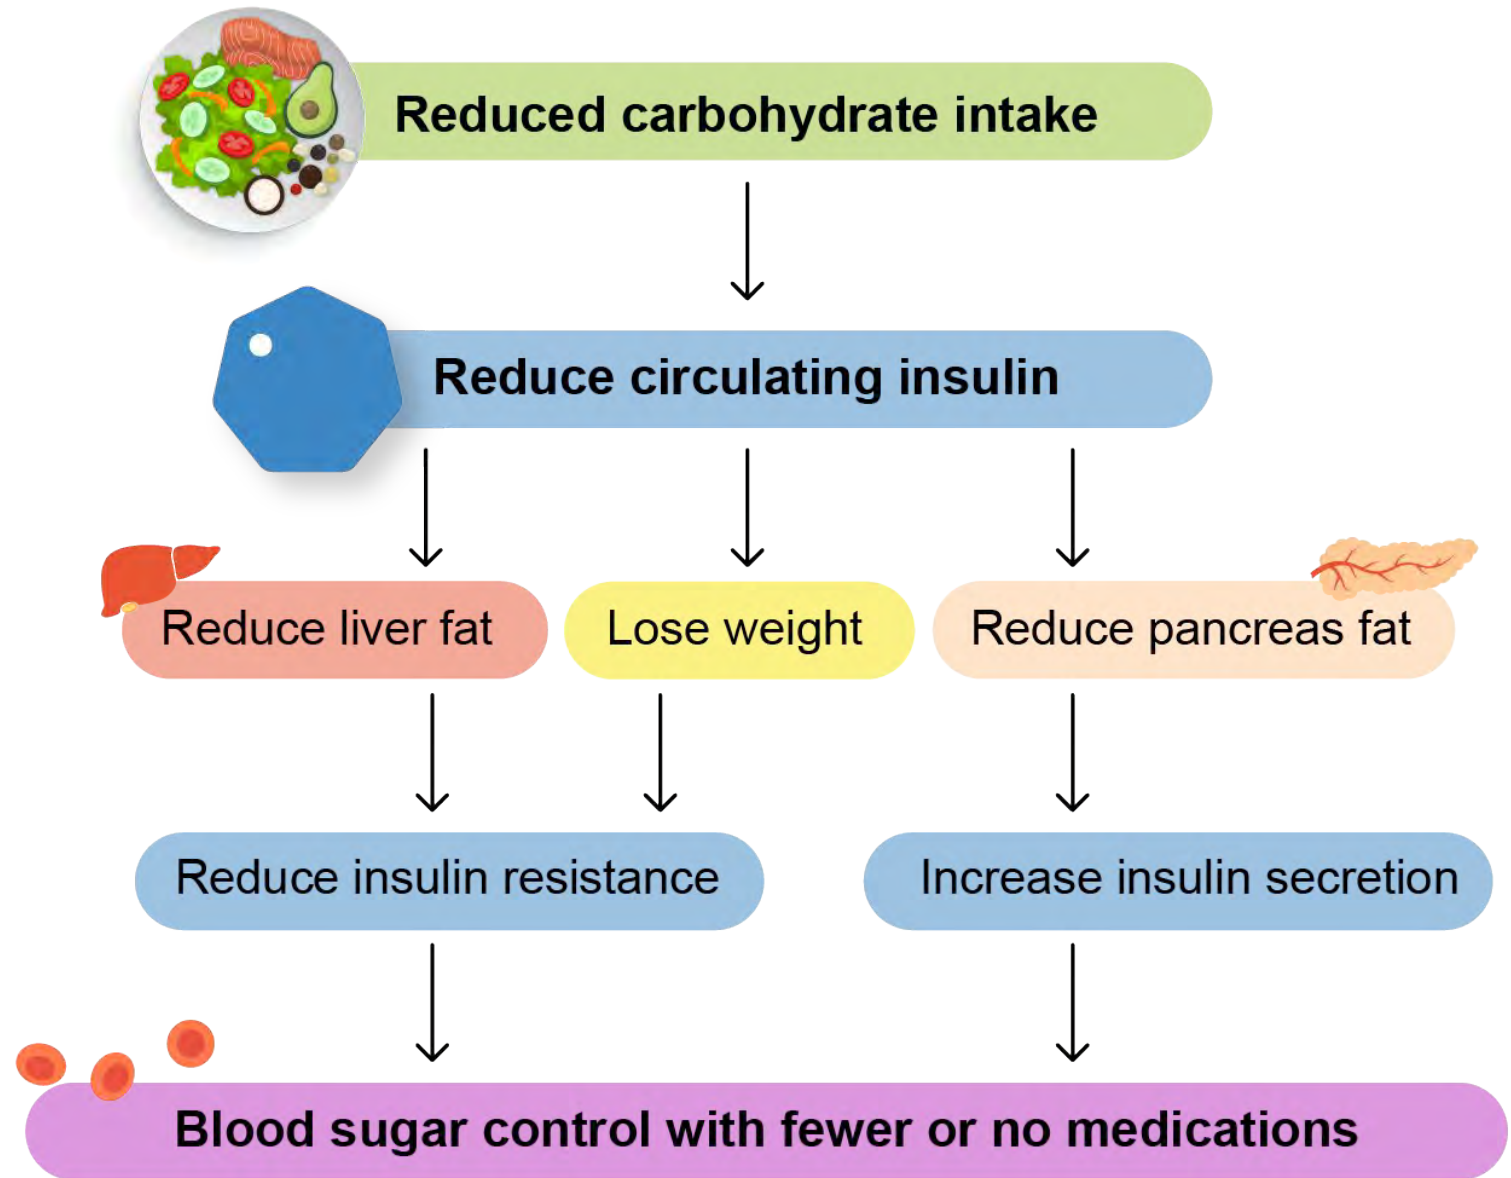 Reduced carbohydrate intake
Reduce circulating insulin
Reduce liver fat
Lose weight
Reduce pancreas fat
Reduce insulin resistance
Increase insulin secretion
Blood sugar control with fewer or no medications